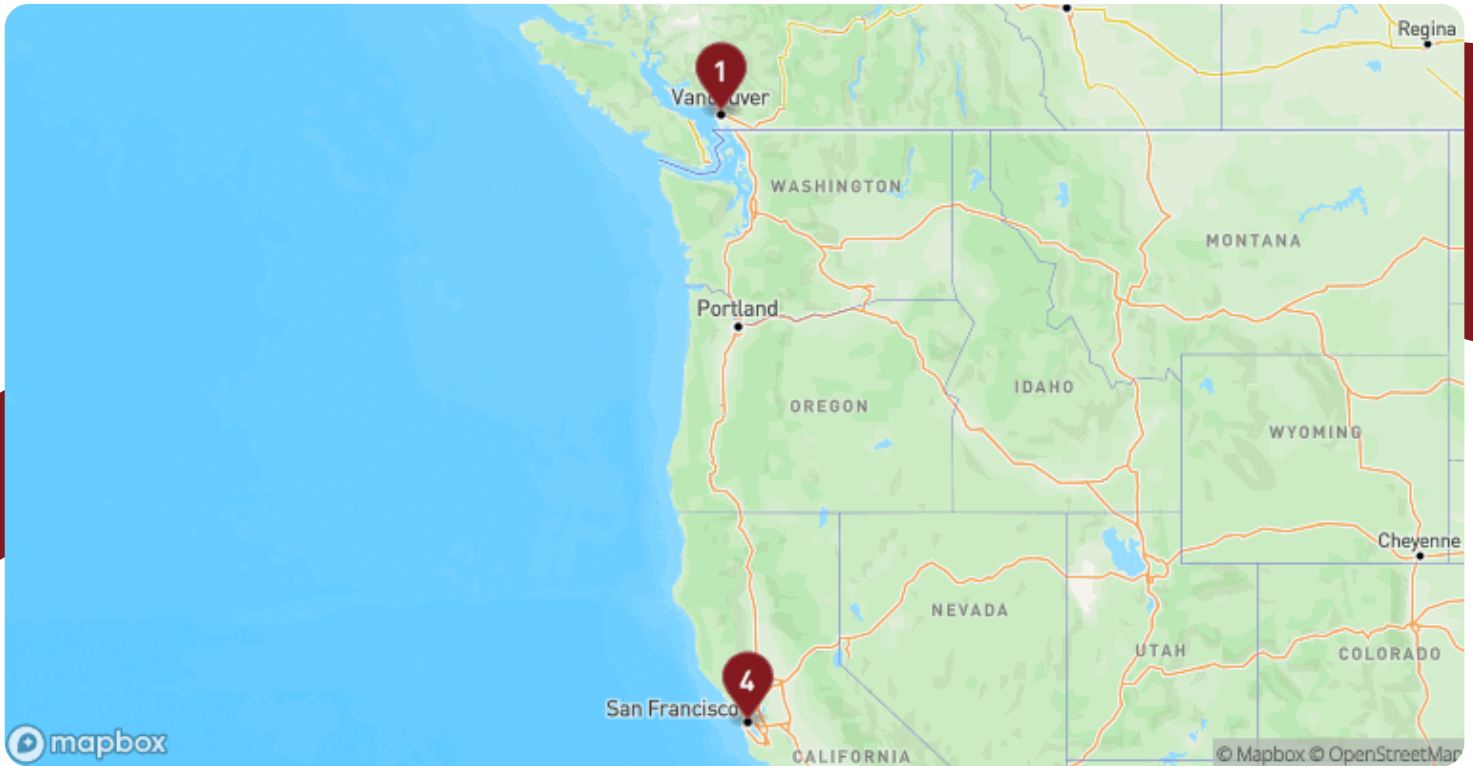 Regina
1
Vancouver
WASHINGTON
MONTANA
Portland
IDAHO
OREGON
WYOMING
Cheyenne
NEVADA
UTAH
COLORADO
4
San Francisco
CALIFORNIA
mapbox
© Mapbox © OpenStreetMap